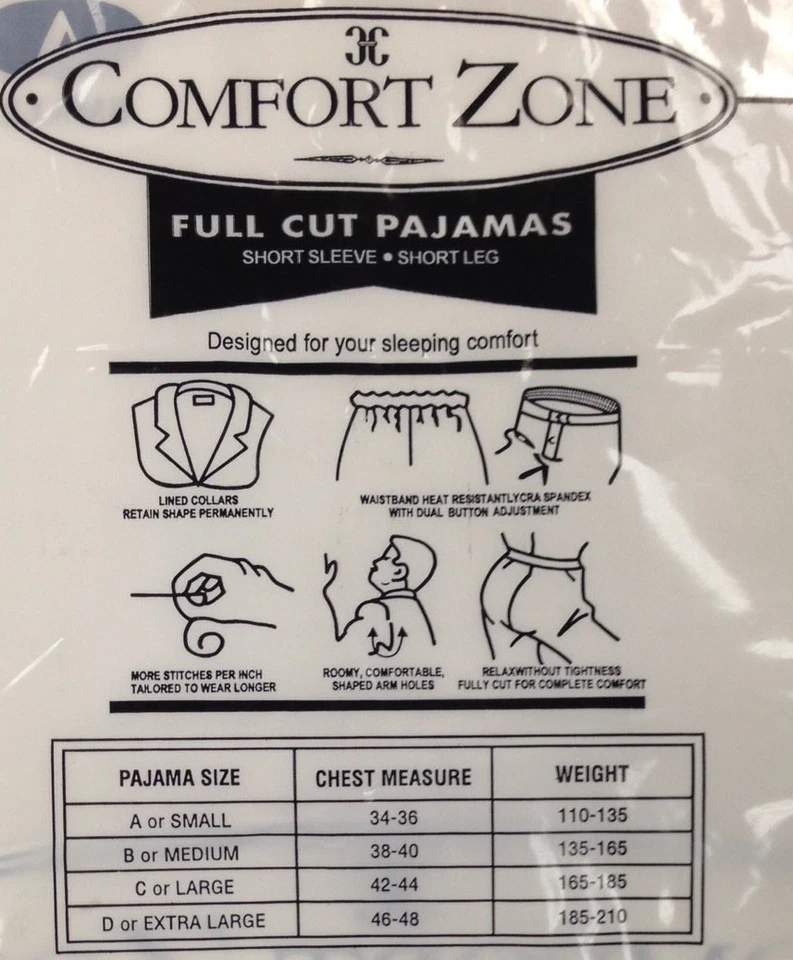 COMFORT ZONE
FULL CUT PAJAMAS
SHORT SLEEVE • SHORT LEG
Designed for your sleeping comfort
LINED COLLARS
RETAIN SHAPE PERMANENTLY
WAISTBAND HEAT RESISTANTLYCRA SPANDEX
WITH DUAL BUTTON ADJUSTMENT
MORE STITCHES PER INCH
TAILORED TO WEAR LONGER
ROOMY, COMFORTABLE,
SHAPED ARM HOLES
RELAXWITHOUT TIGHTNESS
FULLY CUT FOR COMPLETE COMFORT
PAJAMA SIZE CHEST MEASURE WEIGHT
A or SMALL 34-36 110-135
B or MEDIUM 38-40 135-165
C or LARGE 42-44 165-185
D or EXTRA LARGE 46-48 185-210